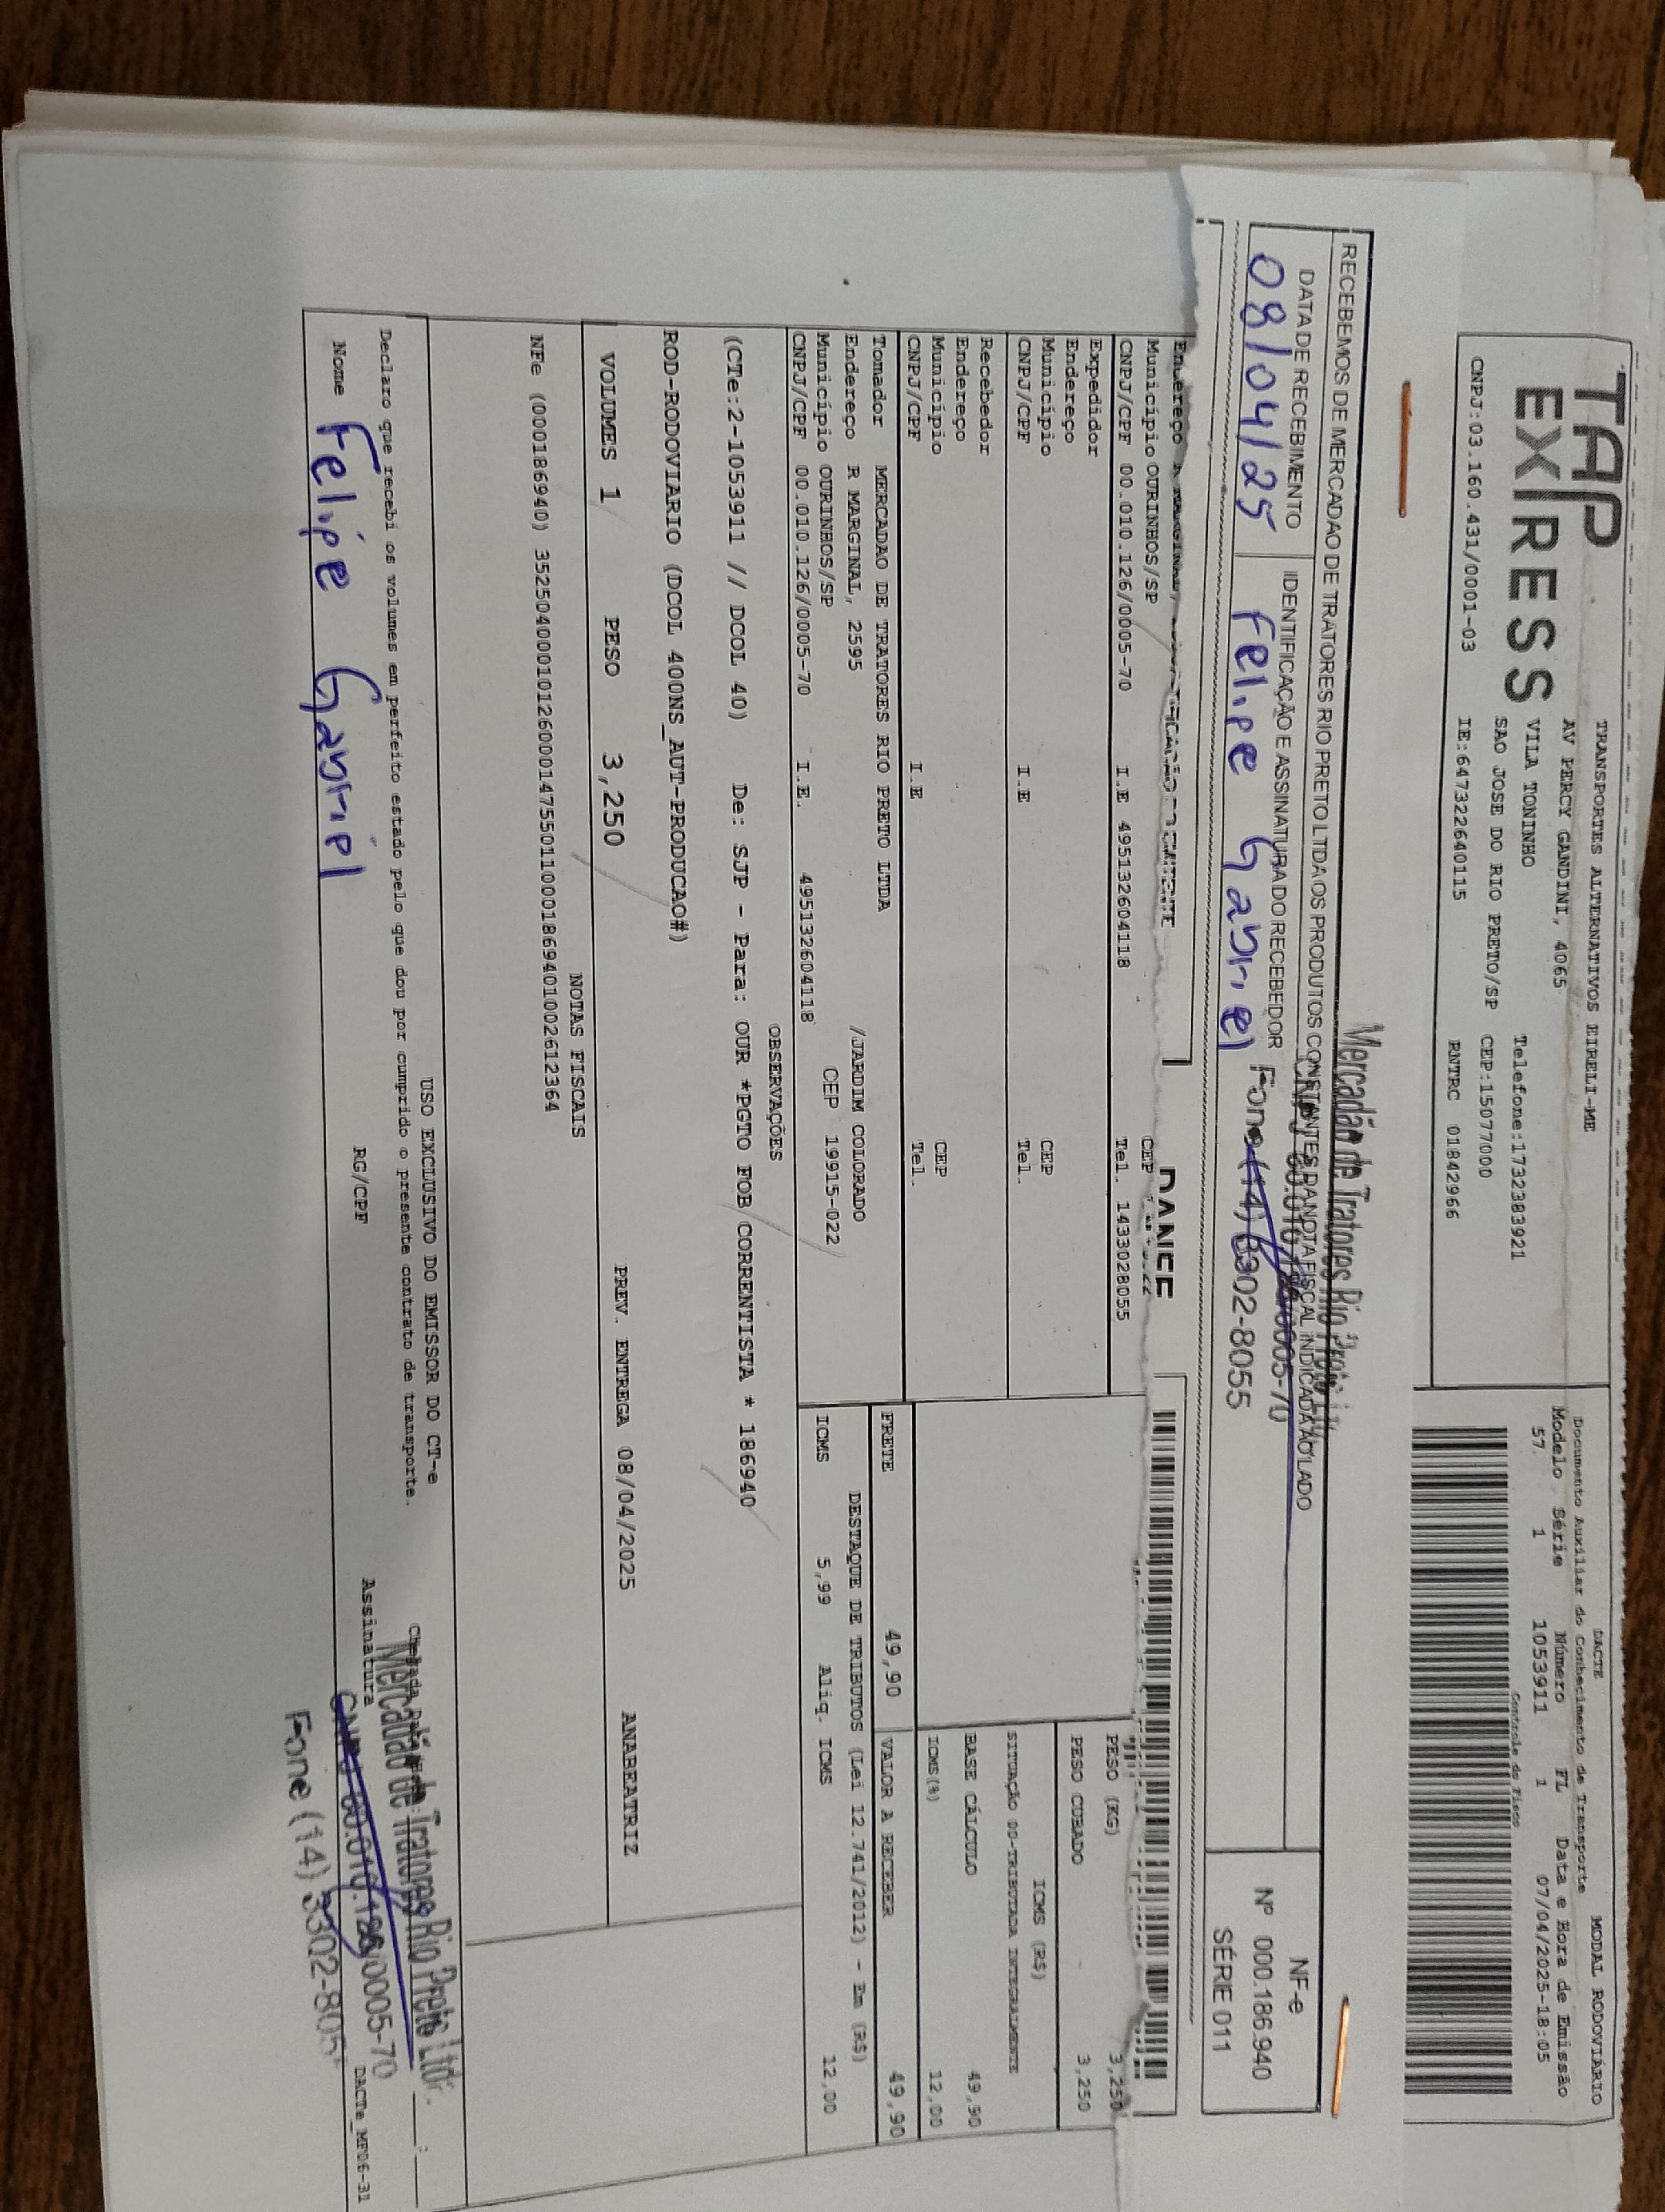 TAP
EXPRESS
TRANSPORTES ALTERNATIVOS EIRELI-ME
AV PERCY GANDINI, 4065
VILA TONINHO Telefone:1732383921
SAO JOSE DO RIO PRETO/SP CEP:15077000
CNPJ:03.160.431/0001-03 IE:647322640115 RNTRC 01842966
DACTE MODAL RODOVIÁRIO
Documento Auxiliar do Conhecimento de Transporte
Modelo Série Número FL Data e Hora de Emissão
57 1 1053911 1 07/04/2025-18:05
Controle do Fisco
RECEBEMOS DE MERCADAO DE TRATORES RIO PRETO LTDA OS PRODUTOS CONSTANTES DA NOTA FISCAL INDICADA AO LADO
Mercadão de Tratores Rio Preto
DATA DE RECEBIMENTO IDENTIFICAÇÃO E ASSINATURA DO RECEBEDOR
08/04/25 Felipe Gabriel
Fone (14) 3302-8055
NF-e
Nº 000.186.940
SÉRIE 011
DANFE
Endereço
Município OURINHOS/SP CEP
CNPJ/CPF 00.010.126/0005-70 I.E 495132604118 Tel. 1433028055
Expedidor
Endereço
Município CEP
CNPJ/CPF I.E Tel.
Recebedor
Endereço
Município CEP
CNPJ/CPF I.E Tel.
PESO (KG) 3,250
PESO CUBADO 3,250
ICMS (R$)
SITUAÇÃO 00-TRIBUTADA INTEGRALMENTE
BASE CÁLCULO 49,90
ICMS(%) 12,00
Tomador MERCADAO DE TRATORES RIO PRETO LTDA
Endereço R MARGINAL, 2595 /JARDIM COLORADO
Município OURINHOS/SP CEP 19915-022
CNPJ/CPF 00.010.126/0005-70 I.E. 495132604118
FRETE 49,90 VALOR A RECEBER 49,90
DESTAQUE DE TRIBUTOS (Lei 12.741/2012) - Em (R$)
ICMS 5,99 Aliq. ICMS 12,00
OBSERVAÇÕES
(CTe:2-1053911 // DCOL 40) De: SJP - Para: OUR *PGTO FOB CORRENTISTA * 186940
ROD-RODOVIARIO (DCOL 400NS_AUT-PRODUCAO#)
VOLUMES 1 PESO 3,250 PREV. ENTREGA 08/04/2025 ANABEATRIZ
NOTAS FISCAIS
NFe (000186940) 35250400010126000147550110001869401002612364
USO EXCLUSIVO DO EMISSOR DO CT-e
Declaro que recebi os volumes em perfeito estado pelo que dou por cumprido o presente contrato de transporte.
Nome Felipe Gabriel RG/CPF Assinatura
Mercadão de Tratores Rio Preto Ltda.
CNPJ 00.010.126/0005-70
Fone (14) 3302-805
DACTe_MF06-31